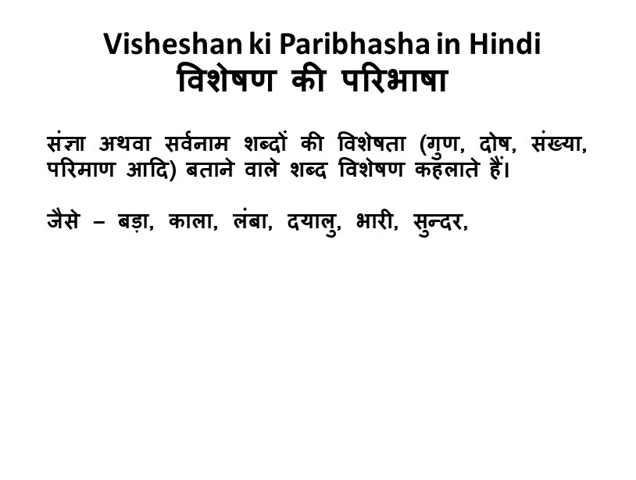 Visheshan ki Paribhasha in Hindi
विशेषण की परिभाषा
संज्ञा अथवा सर्वनाम शब्दों की विशेषता (गुण, दोष, संख्या,
परिमाण आदि) बताने वाले शब्द विशेषण कहलाते हैं।
जैसे – बड़ा, काला, लंबा, दयालु, भारी, सुन्दर,